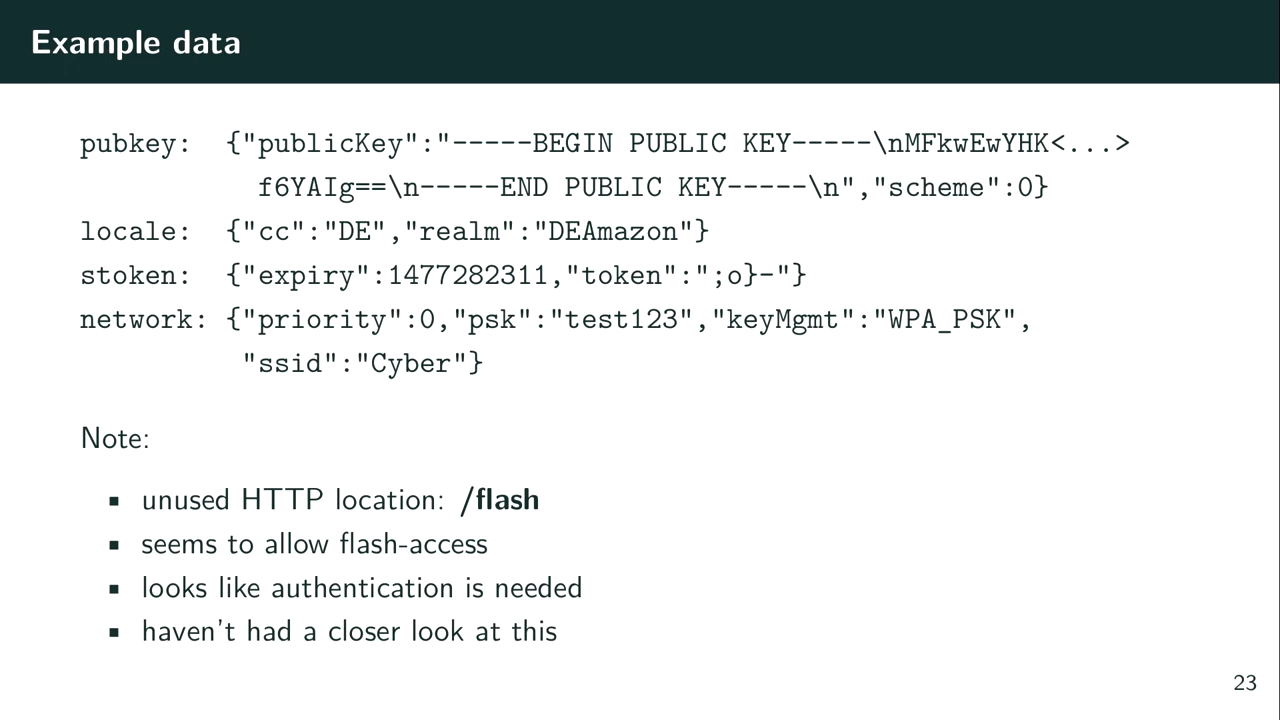 Example data
pubkey: {"publicKey":"-----BEGIN PUBLIC KEY-----\nMFkwEwYHK<...>
f6YAIg==\n-----END PUBLIC KEY-----\n","scheme":0}
locale: {"cc":"DE","realm":"DEAmazon"}
stoken: {"expiry":1477282311,"token":";o}-"}
network: {"priority":0,"psk":"test123","keyMgmt":"WPA_PSK",
"ssid":"Cyber"}
Note:
▪ unused HTTP location: /flash
▪ seems to allow flash-access
▪ looks like authentication is needed
▪ haven't had a closer look at this
23